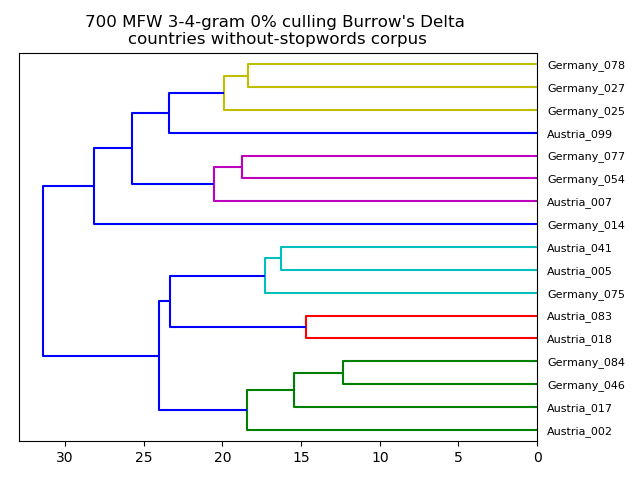 700 MFW 3-4-gram 0% culling Burrow's Delta
countries without-stopwords corpus
Germany_078
Germany_027
Germany_025
Austria_099
Germany_077
Germany_054
Austria_007
Germany_014
Austria_041
Austria_005
Germany_075
Austria_083
Austria_018
Germany_084
Germany_046
Austria_017
Austria_002
30 25 20 15 10 5 0